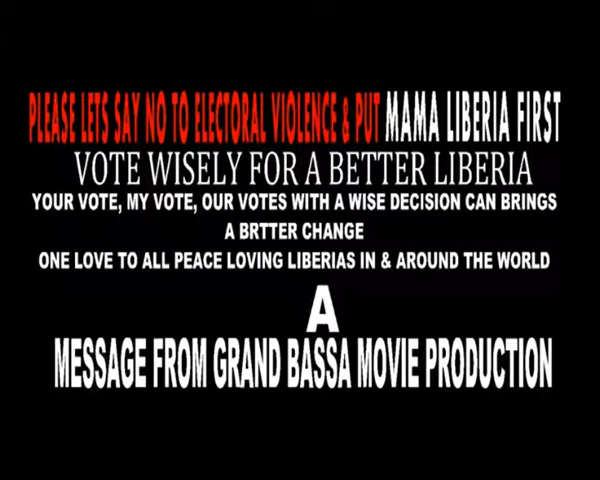 PLEASE LETS SAY NO TO ELECTORAL VIOLENCE & PUT MAMA LIBERIA FIRST
VOTE WISELY FOR A BETTER LIBERIA
YOUR VOTE, MY VOTE, OUR VOTES WITH A WISE DECISION CAN BRINGS
A BRTTER CHANGE
ONE LOVE TO ALL PEACE LOVING LIBERIAS IN & AROUND THE WORLD
A
MESSAGE FROM GRAND BASSA MOVIE PRODUCTION